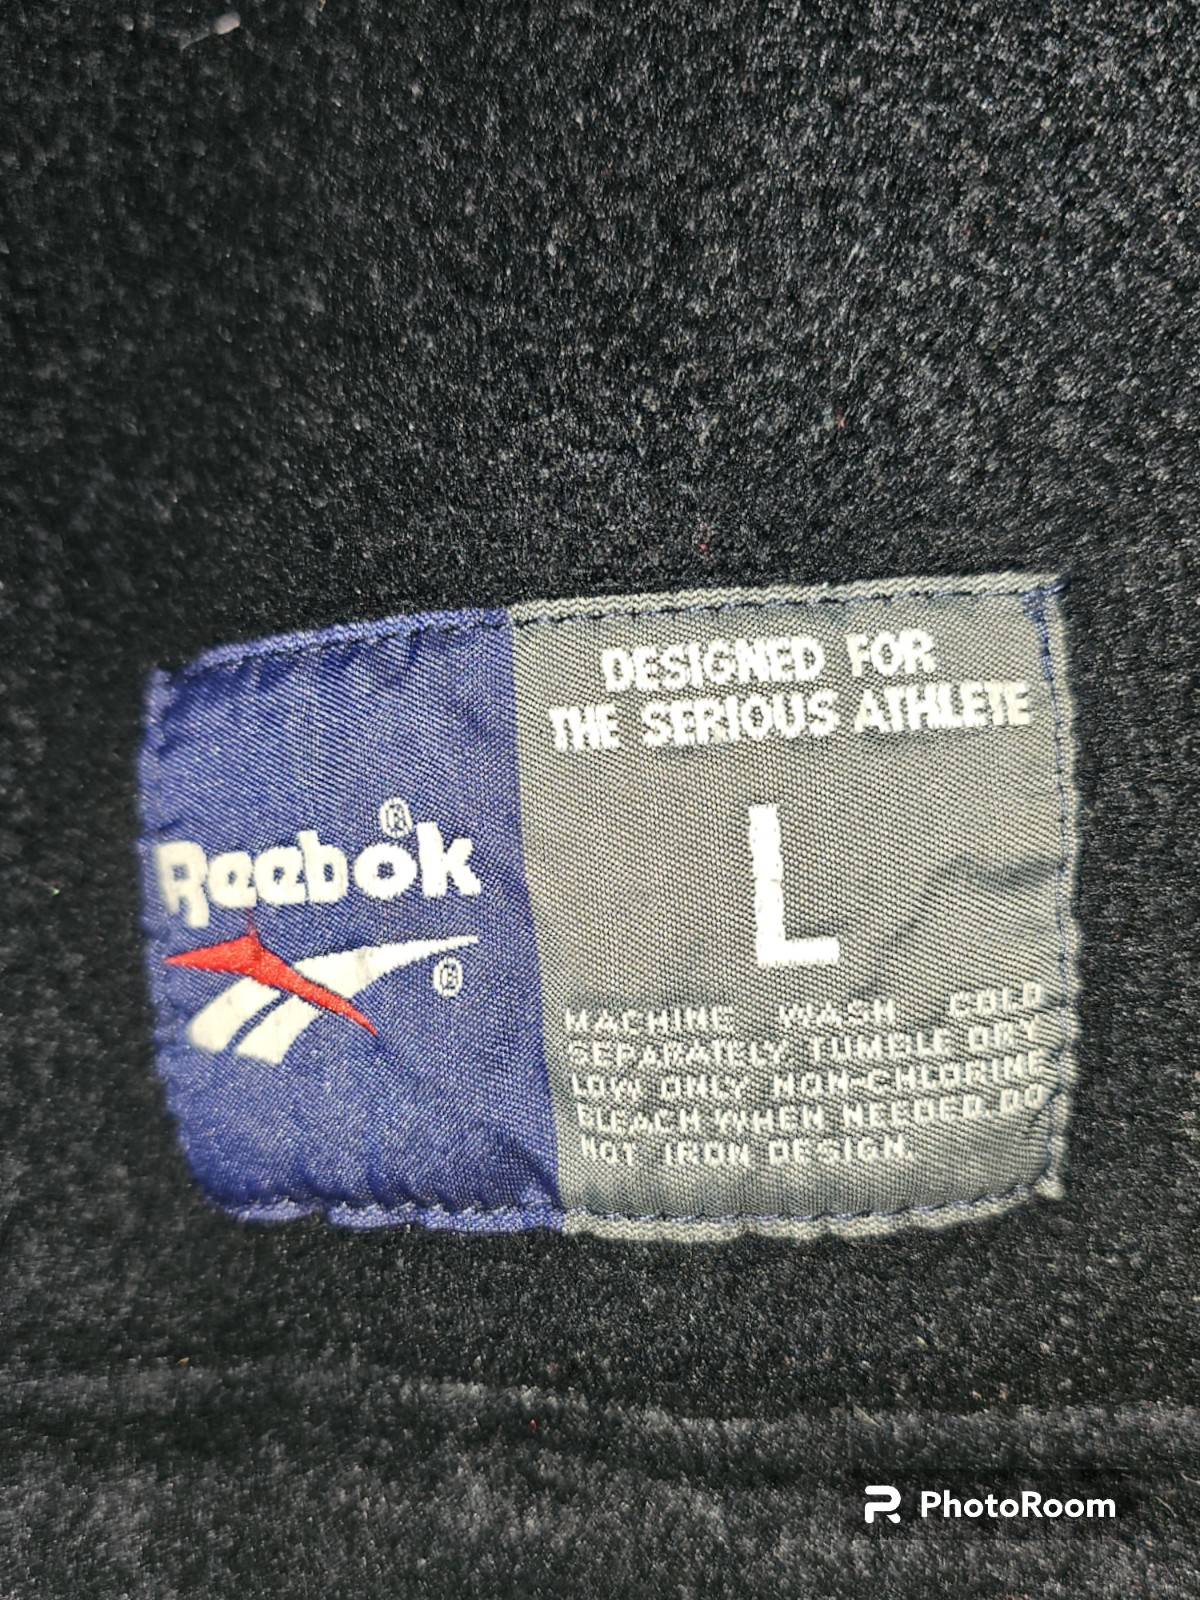 DESIGNED FOR
THE SERIOUS ATHLETE
Reebok®
®
L
MACHINE WASH COLD
SEPARATELY TUMBLE DRY
LOW ONLY NON-CHLORINE
BLEACH WHEN NEEDED. DO
NOT IRON DESIGN.
PhotoRoom